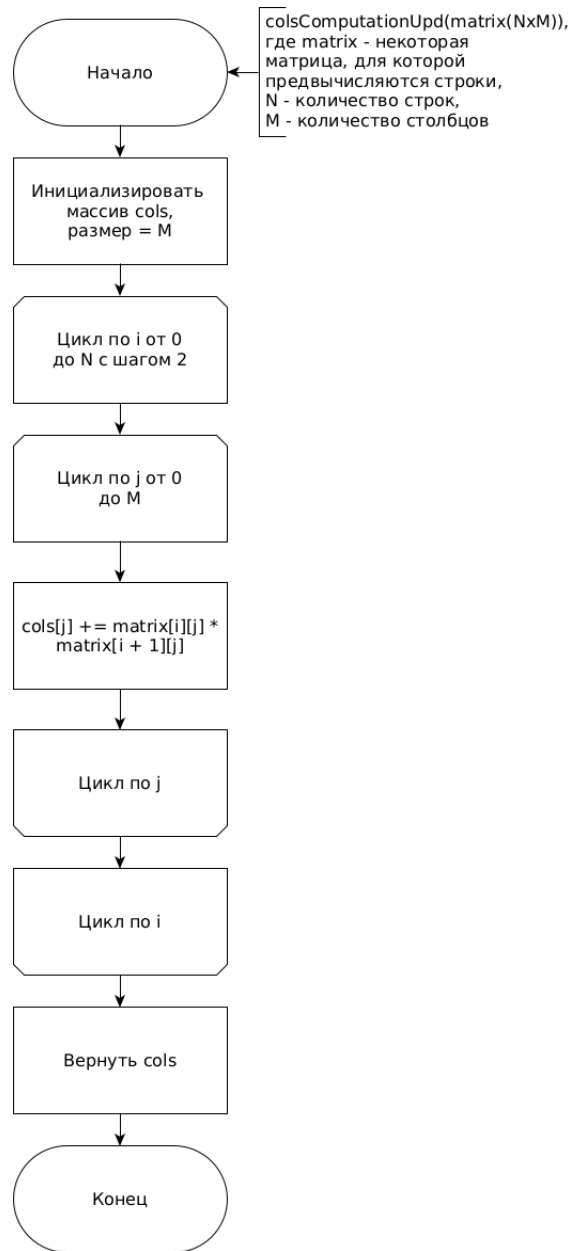 Начало
colsComputationUpd(matrix(NxM)),
где matrix - некоторая
матрица, для которой
предвычисляются строки,
N - количество строк,
M - количество столбцов
Инициализировать
массив cols,
размер = M
Цикл по i от 0
до N с шагом 2
Цикл по j от 0
до M
cols[j] += matrix[i][j] *
matrix[i + 1][j]
Цикл по j
Цикл по i
Вернуть cols
Конец